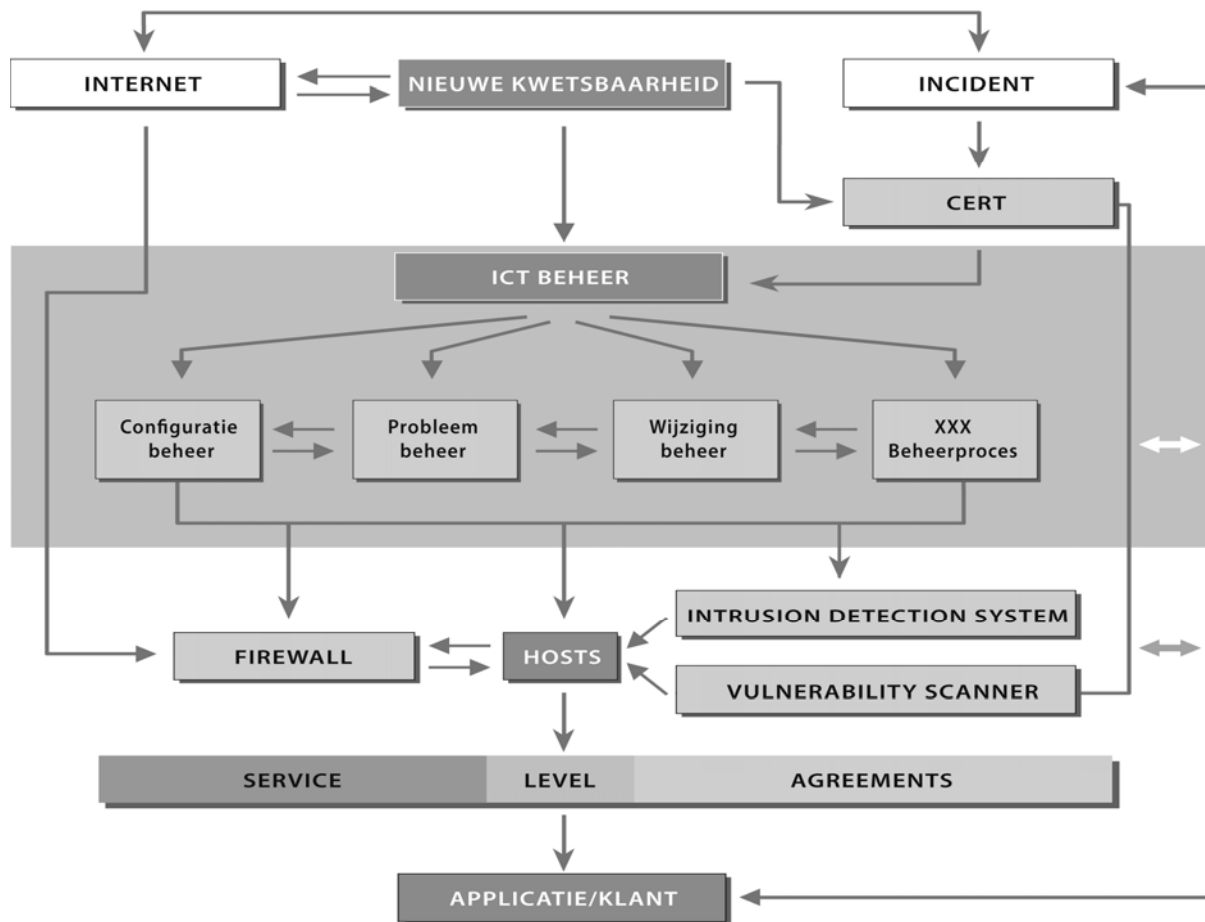 INTERNET
NIEUWE KWETSBAARHEID
INCIDENT
CERT
ICT BEHEER
Configuratie
beheer
Probleem
beheer
Wijziging
beheer
XXX
Beheerproces
INTRUSION DETECTION SYSTEM
FIREWALL
HOSTS
VULNERABILITY SCANNER
SERVICE LEVEL AGREEMENTS
APPLICATIE/KLANT